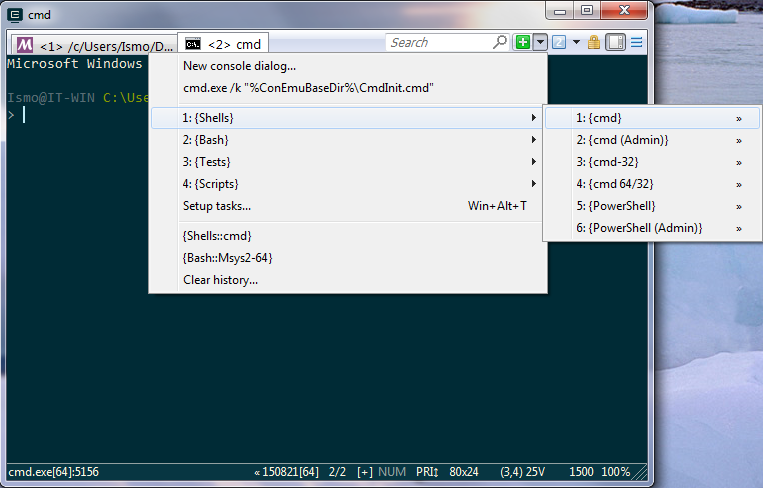 cmd
<1> /c/Users/Ismo/D...
<2> cmd
Search
Microsoft Windows
Ismo@IT-WIN C:\Use
>
New console dialog...
cmd.exe /k "%ConEmuBaseDir%\CmdInit.cmd"
1: {Shells}
2: {Bash}
3: {Tests}
4: {Scripts}
Setup tasks... Win+Alt+T
{Shells::cmd}
{Bash::Msys2-64}
Clear history...
1: {cmd} »
2: {cmd (Admin)} »
3: {cmd-32} »
4: {cmd 64/32} »
5: {PowerShell} »
6: {PowerShell (Admin)} »
cmd.exe[64]:5156 «150821[64] 2/2 [+] NUM PRI↕ 80x24 (3,4) 25V 1500 100%